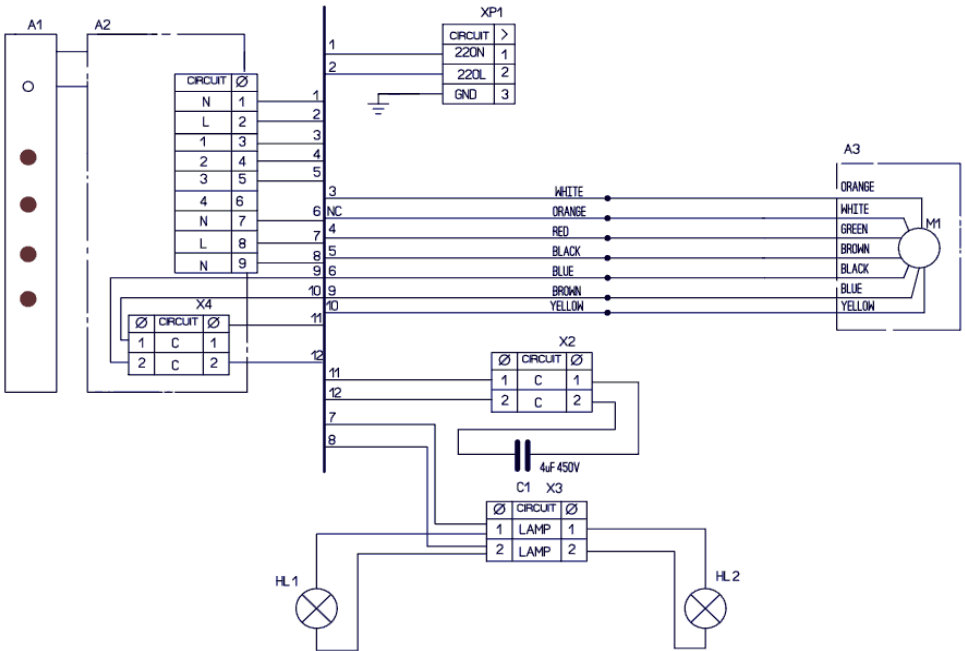 A1
A2
CIRCUIT Ø
N 1
L 2
1 3
2 4
3 5
4 6
N 7
L 8
N 9
1
2
3
4
5
6
7
8
9
10
11
12
X4
Ø CIRCUIT Ø
1 C 1
2 C 2
XP1
CIRCUIT >
220N 1
220L 2
GND 3
1
2
3
NC
4
5
6
9
10
11
12
7
8
WHITE
ORANGE
RED
BLACK
BLUE
BROWN
YELLOW
A3
ORANGE
WHITE
GREEN
BROWN
BLACK
BLUE
YELLOW
M1
X2
Ø CIRCUIT Ø
1 C 1
2 C 2
4uF 450V
C1 X3
Ø CIRCUIT Ø
1 LAMP 1
2 LAMP 2
HL1
HL2